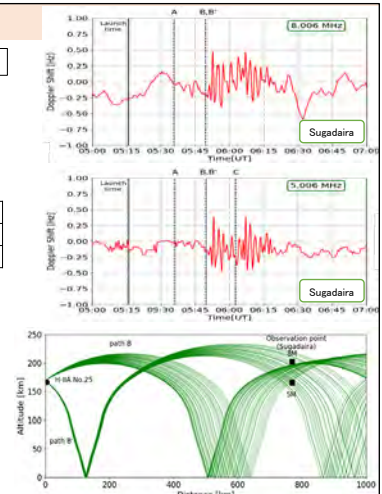 A B,B'
1.00
Launch
time
8.006 MHz
0.75
0.50
0.25
0.00
−0.25
−0.50
−0.75
−1.00
Doppler Shift [Hz]
Sugadaira
05:00 05:15 05:30 05:45 06:00 06:15 06:30 06:45 07:00
Time[UT]
A B,B' C
1.00
Launch
time
5.006 MHz
0.75
0.50
0.25
0.00
−0.25
−0.50
−0.75
−1.00
Doppler Shift [Hz]
Sugadaira
05:00 05:15 05:30 05:45 06:00 06:15 06:30 06:45 07:00
Time[UT]
250
200
150
100
50
0
Altitude [km]
path B
Observation point
(Sugadaira)
8M
H-IIA No.25
5M
path B'
0 200 400 600 800 1000
Distance [km]